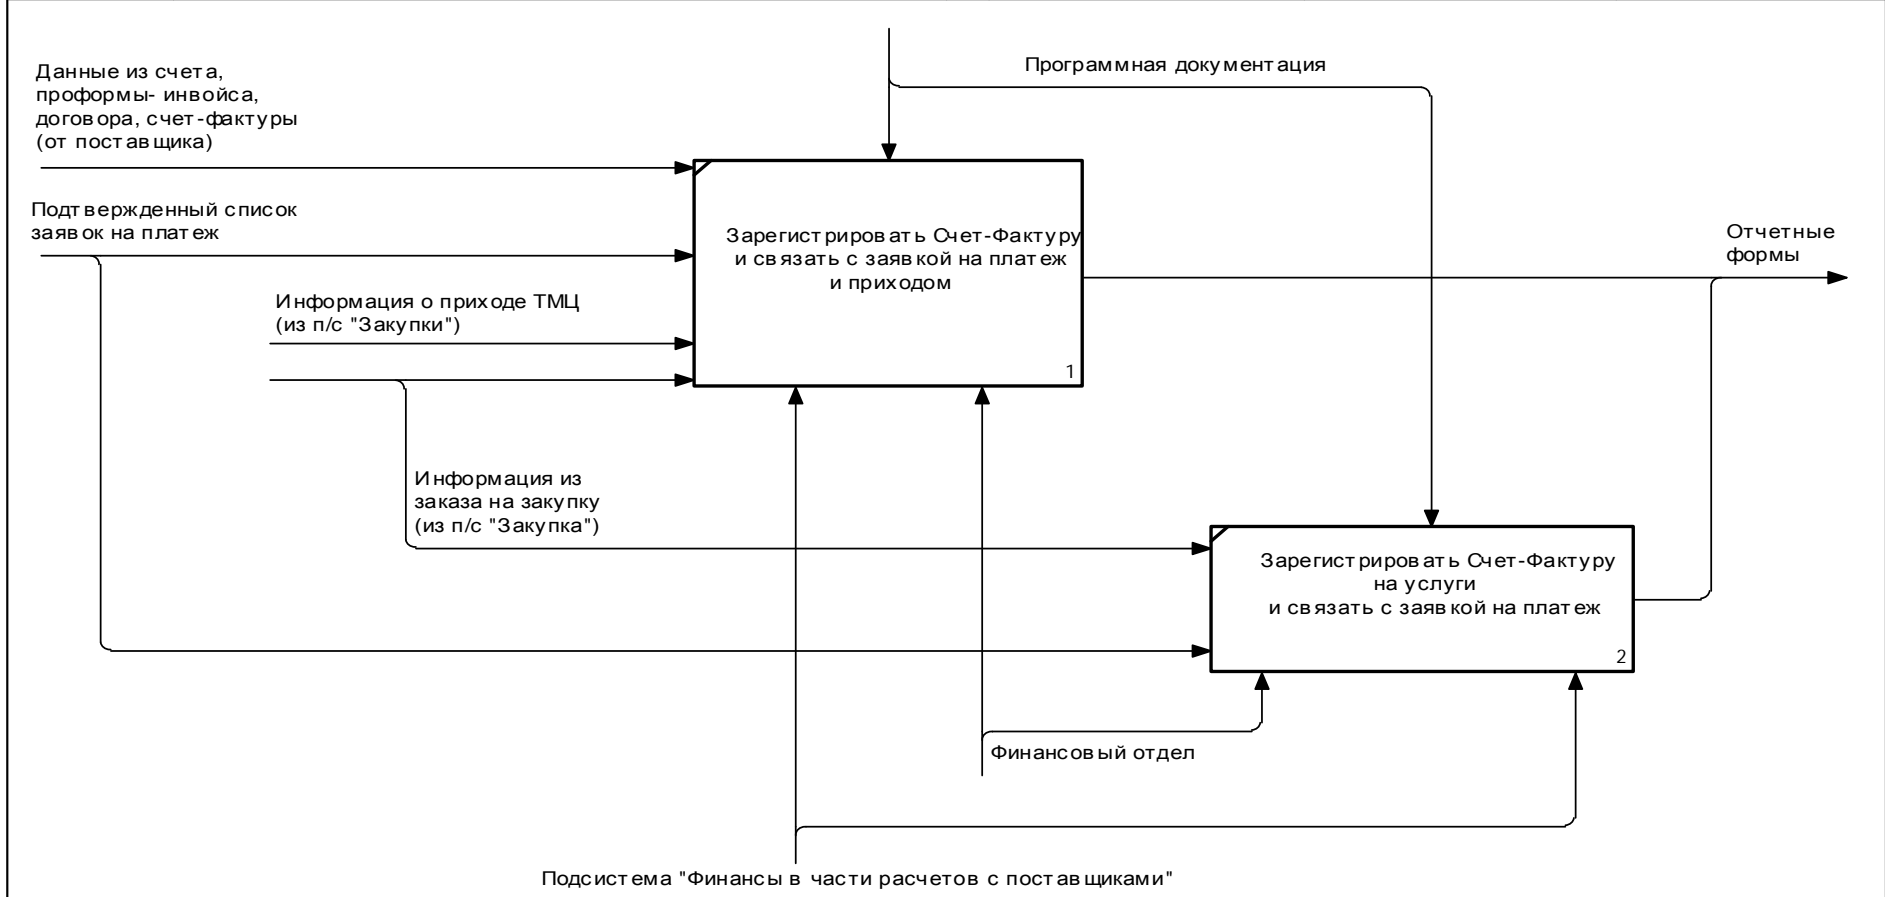 Программная документация
Данные из счета,
проформы- инвойса,
договора, счет-фактуры
(от поставщика)
Подтвержденный список
заявок на платеж
Зарегистрировать Счет-Фактуру
и связать с заявкой на платеж
и приходом
1
Отчетные
формы
Информация о приходе ТМЦ
(из п/с "Закупки")
Информация из
заказа на закупку
(из п/с "Закупка")
Зарегистрировать Счет-Фактуру
на услуги
и связать с заявкой на платеж
2
Финансовый отдел
Подсистема "Финансы в части расчетов с поставщиками"